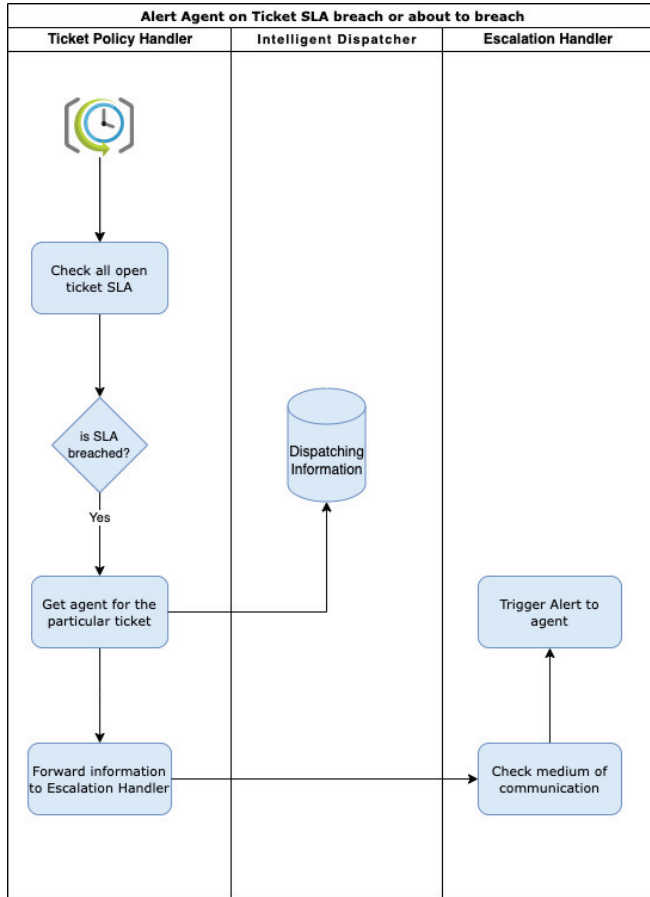 Alert Agent on Ticket SLA breach or about to breach
Ticket Policy Handler
Intelligent Dispatcher
Escalation Handler
Check all open
ticket SLA
is SLA
breached?
Dispatching
Information
Yes
Get agent for the
particular ticket
Trigger Alert to
agent
Forward information
to Escalation Handler
Check medium of
communication